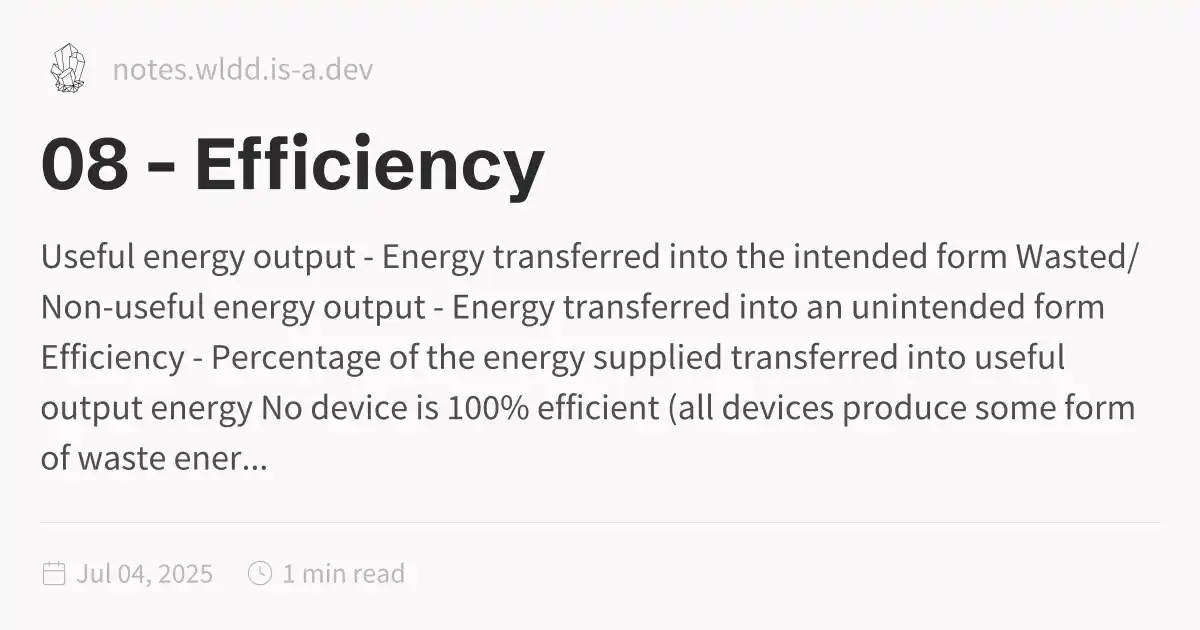 notes.wldd.is-a.dev
08 - Efficiency
Useful energy output - Energy transferred into the intended form Wasted/
Non-useful energy output - Energy transferred into an unintended form
Efficiency - Percentage of the energy supplied transferred into useful
output energy No device is 100% efficient (all devices produce some form
of waste ener...
Jul 04, 2025 1 min read